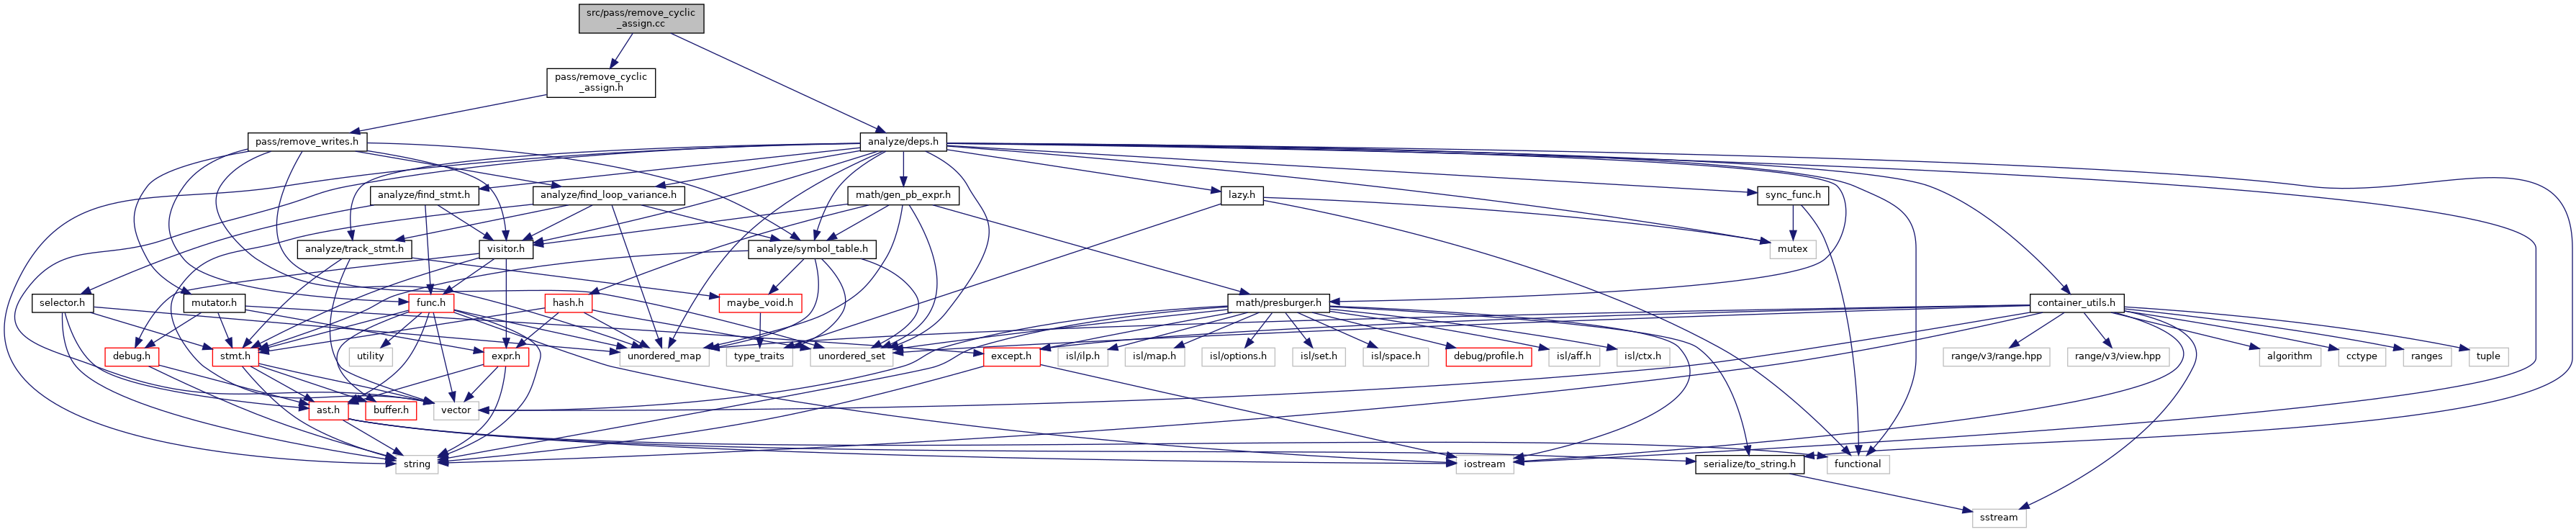 src/pass/remove_cyclic
_assign.cc
pass/remove_cyclic
_assign.h
pass/remove_writes.h
analyze/deps.h
analyze/find_stmt.h
analyze/find_loop_variance.h
math/gen_pb_expr.h
lazy.h
sync_func.h
analyze/track_stmt.h
visitor.h
analyze/symbol_table.h
mutex
selector.h
mutator.h
func.h
hash.h
maybe_void.h
math/presburger.h
container_utils.h
debug.h
stmt.h
utility
expr.h
unordered_map
type_traits
unordered_set
except.h
isl/ilp.h
isl/map.h
isl/options.h
isl/set.h
isl/space.h
debug/profile.h
isl/aff.h
isl/ctx.h
range/v3/range.hpp
range/v3/view.hpp
algorithm
cctype
ranges
tuple
ast.h
buffer.h
vector
string
iostream
serialize/to_string.h
functional
sstream